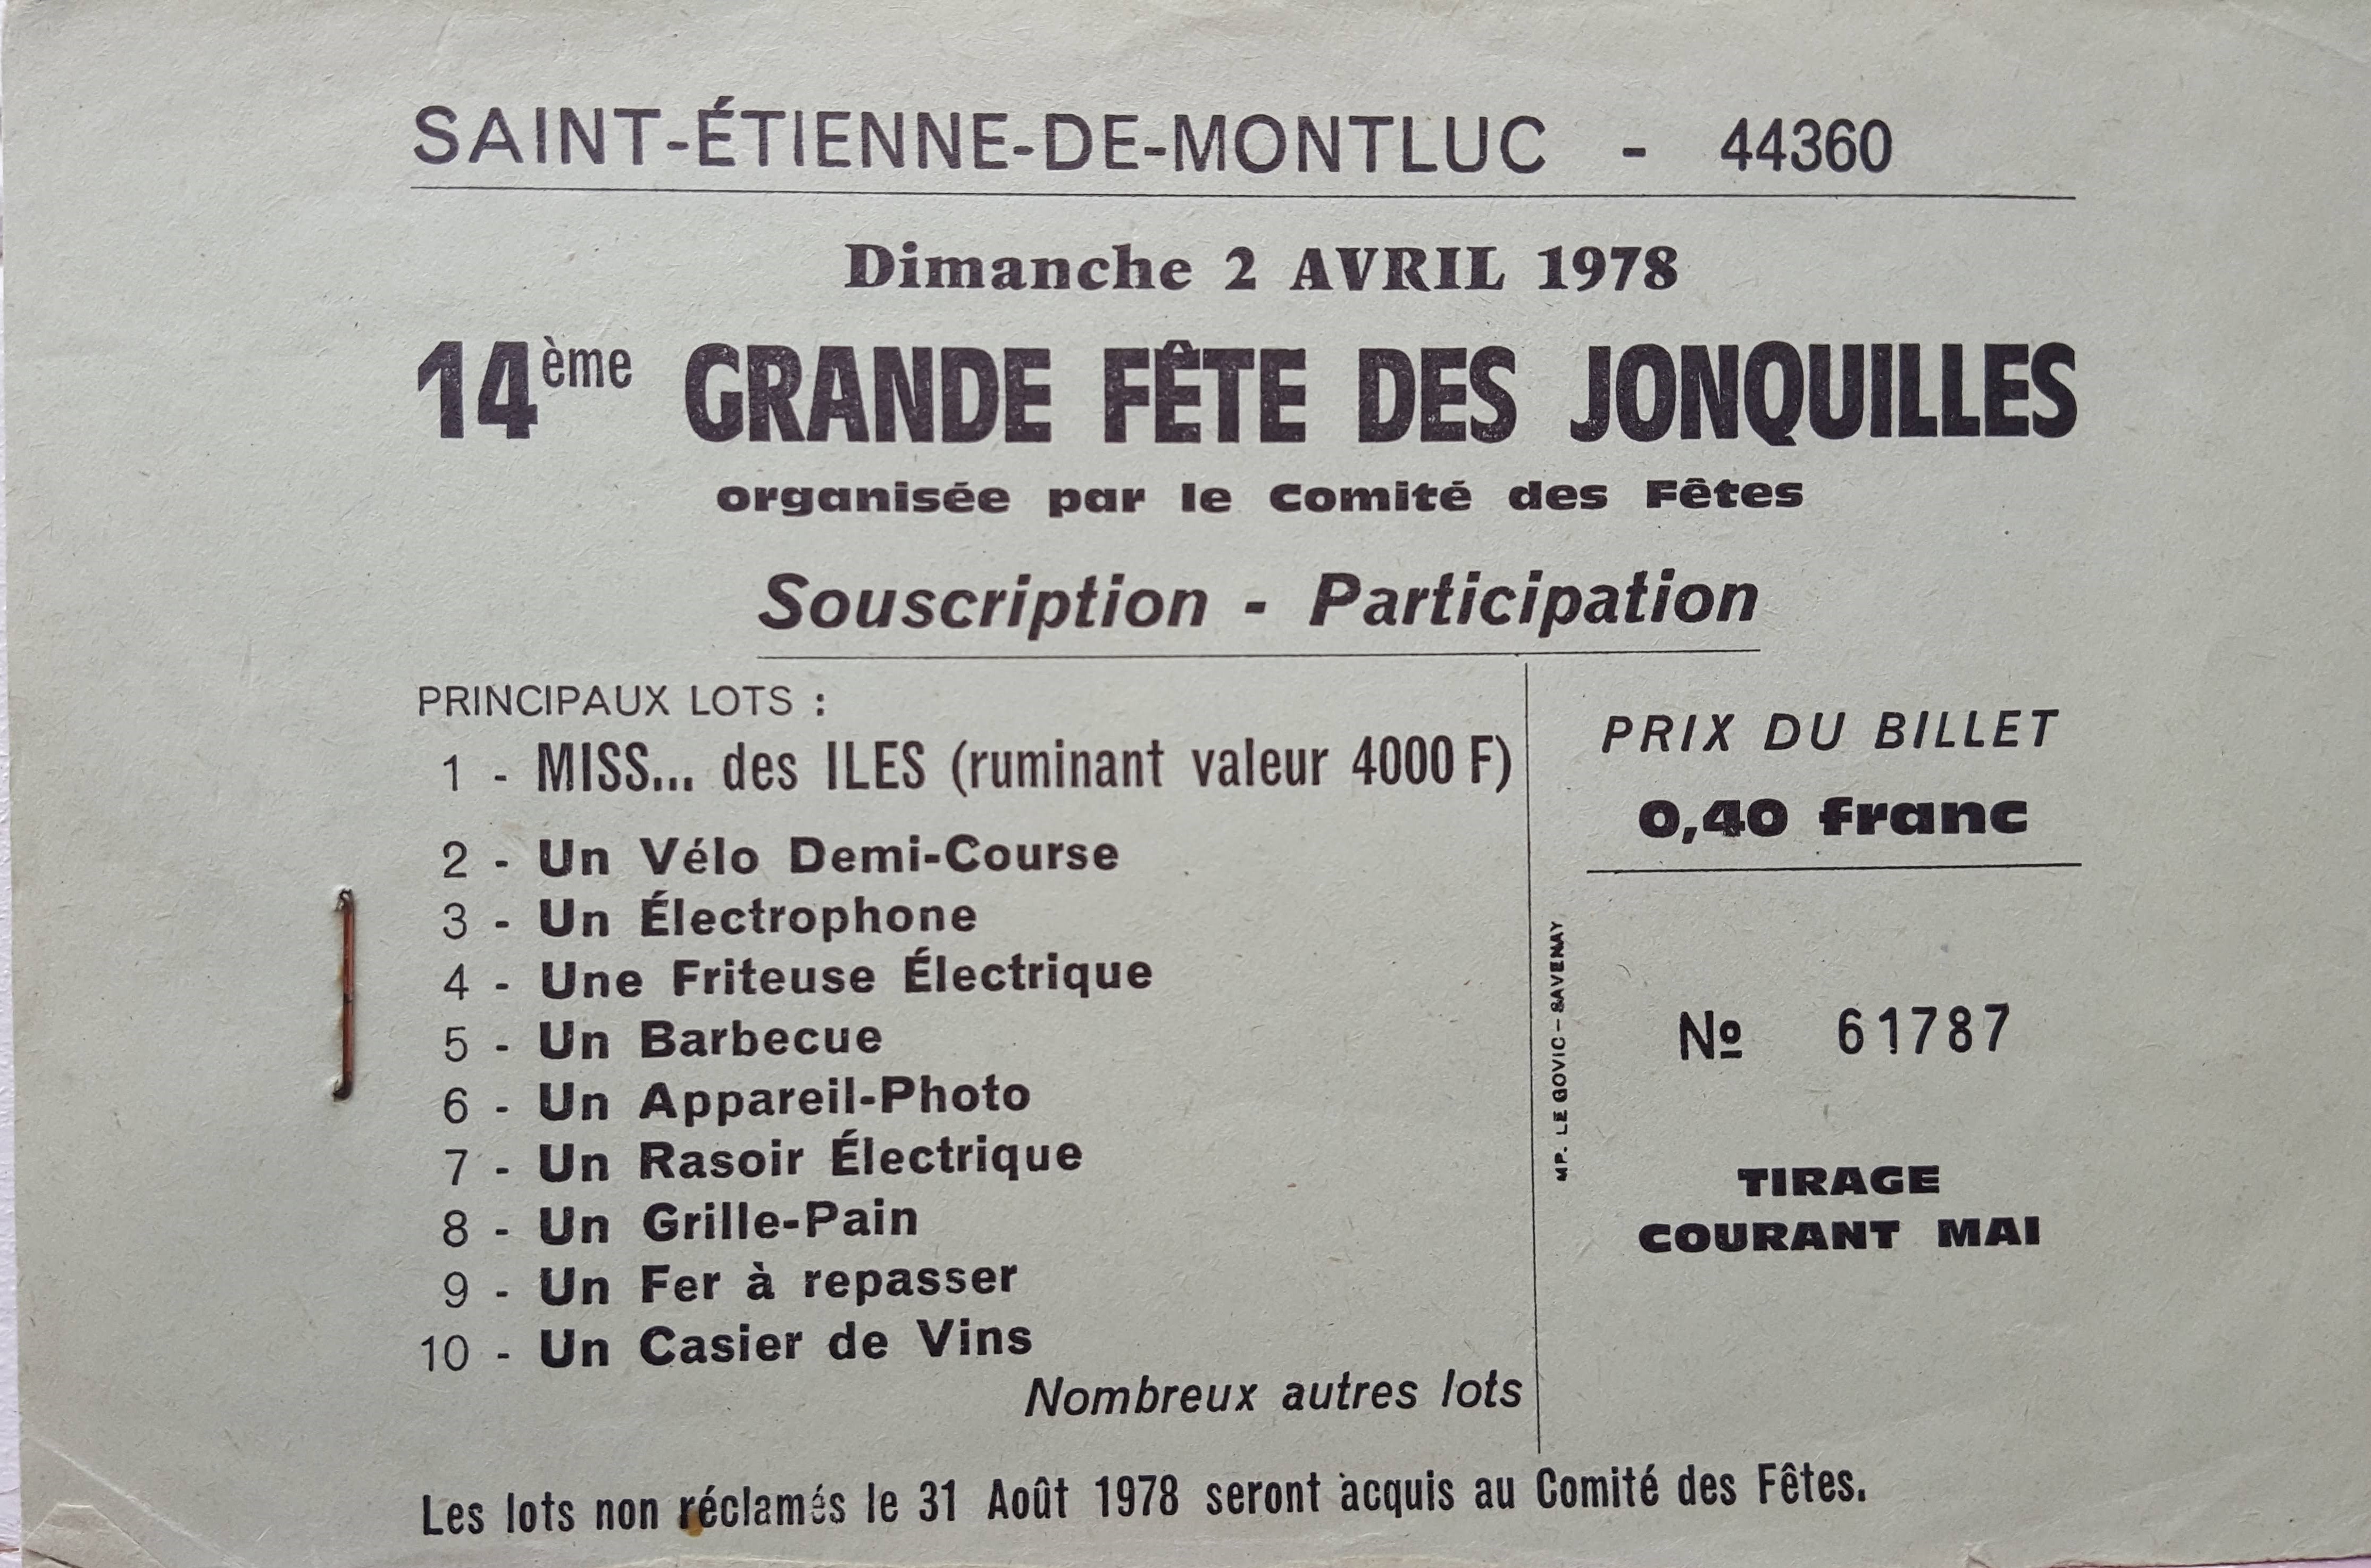 SAINT-ÉTIENNE-DE-MONTLUC - 44360
Dimanche 2 AVRIL 1978
14ème GRANDE FÊTE DES JONQUILLES
organisée par le Comité des Fêtes
Souscription - Participation
PRINCIPAUX LOTS :
1 - MISS... des ILES (ruminant valeur 4000 F)
2 - Un Vélo Demi-Course
3 - Un Électrophone
4 - Une Friteuse Électrique
5 - Un Barbecue
6 - Un Appareil-Photo
7 - Un Rasoir Électrique
8 - Un Grille-Pain
9 - Un Fer à repasser
10 - Un Casier de Vins
Nombreux autres lots
MP. LE GOVIC - SAVENAY
PRIX DU BILLET
0,40 franc
Nº 61787
TIRAGE
COURANT MAI
Les lots non réclamés le 31 Août 1978 seront acquis au Comité des Fêtes.